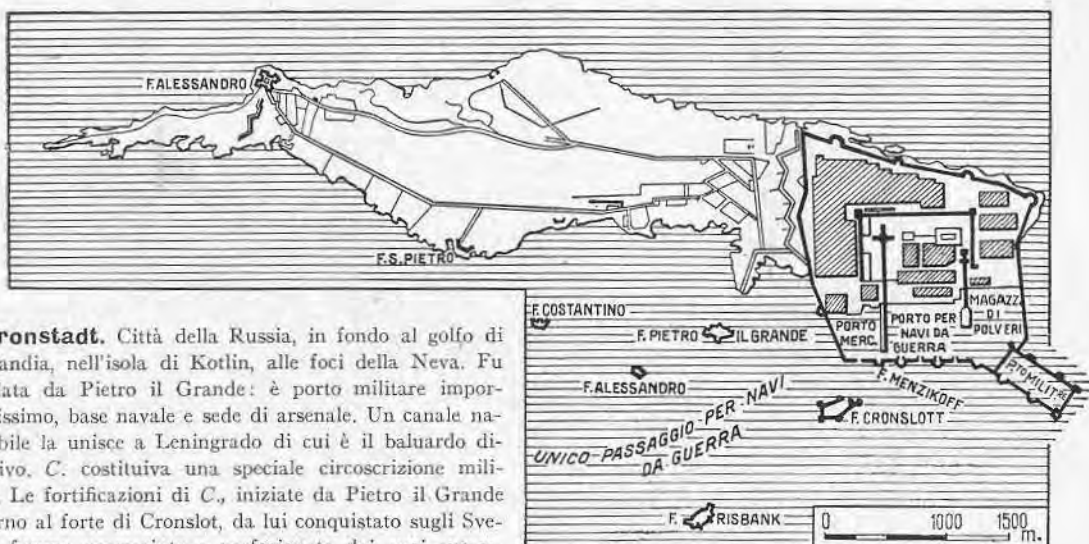 F. ALESSANDRO
F. S. PIETRO
F. COSTANTINO
F. PIETRO IL GRANDE
F. ALESSANDRO
UNICO-PASSAGGIO-PER-NAVI
DA GUERRA
F. RISBANK
PORTO
MERC.
PORTO PER
NAVI DA
GUERRA
MAGAZZ.
DI
POLVERI
F. MENZIKOFF
PTO MILIT.RE
F. CRONSLOTT
0 1000 1500 m.
ronstadt. Città della Russia, in fondo al golfo di
landia, nell'isola di Kotlin, alle foci della Neva. Fu
lata da Pietro il Grande: è porto militare impor-
issimo, base navale e sede di arsenale. Un canale na-
bile la unisce a Leningrado di cui è il baluardo di-
ivo. C. costituiva una speciale circoscrizione mili-
Le fortificazioni di C., iniziate da Pietro il Grande
rno al forte di Cronslot, da lui conquistato sugli Sve-